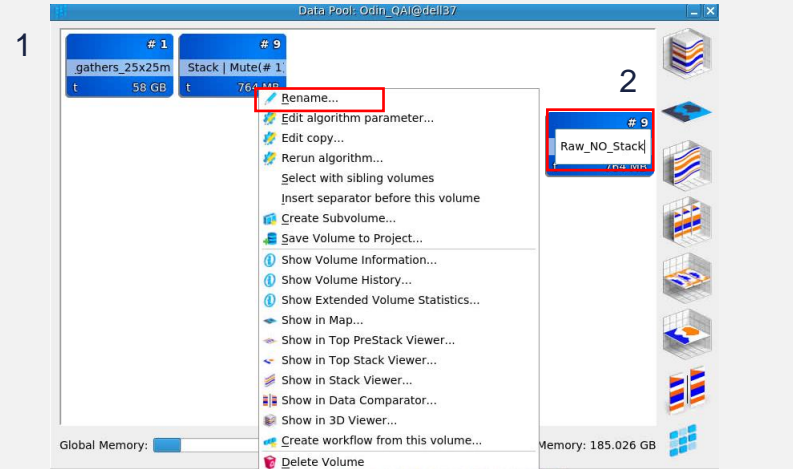 Data Pool: Odin_QAI@dell37
1
# 1
_gathers_25x25m
t 58 GB
# 9
Stack | Mute(# 1)
t 764 MB
2
# 9
Raw_NO_Stack
t 764 MB
Rename...
Edit algorithm parameter...
Edit copy...
Rerun algorithm...
Select with sibling volumes
Insert separator before this volume
Create Subvolume...
Save Volume to Project...
Show Volume Information...
Show Volume History...
Show Extended Volume Statistics...
Show in Map...
Show in Top PreStack Viewer...
Show in Top Stack Viewer...
Show in Stack Viewer...
Show in Data Comparator...
Show in 3D Viewer...
Create workflow from this volume...
Delete Volume
Global Memory:
Memory: 185.026 GB